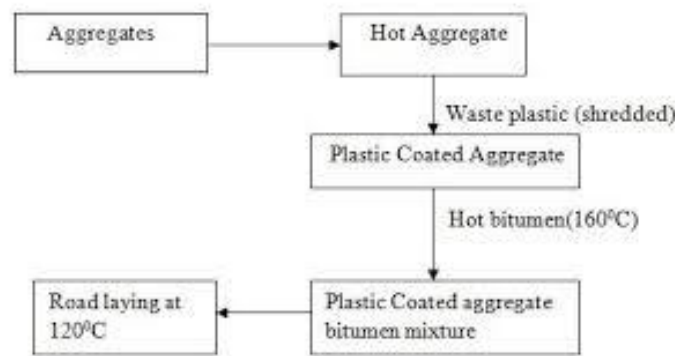 Aggregates
Hot Aggregate
Waste plastic (shredded)
Plastic Coated Aggregate
Hot bitumen(160⁰C)
Plastic Coated aggregate
bitumen mixture
Road laying at
120⁰C